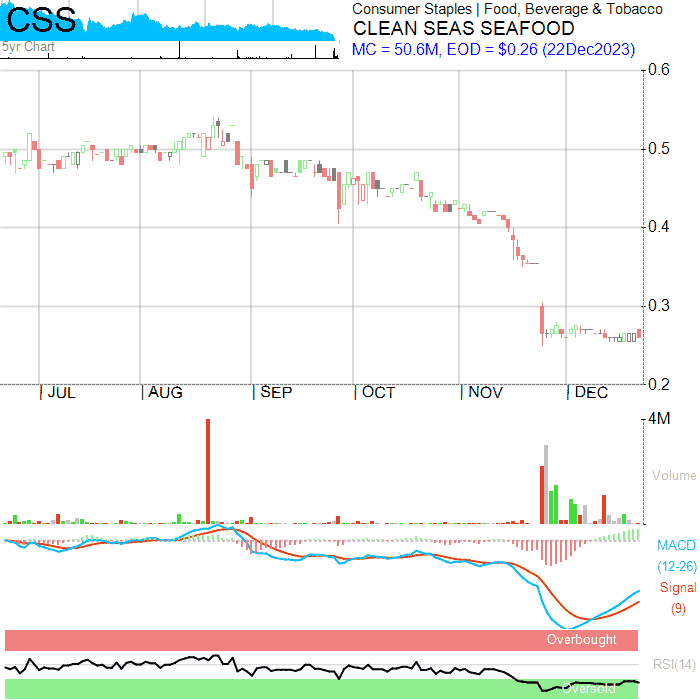 CSS
5yr Chart
Consumer Staples | Food, Beverage & Tobacco
CLEAN SEAS SEAFOOD
MC = 50.6M, EOD = $0.26 (22Dec2023)
0.6
0.5
0.4
0.3
0.2
JUL AUG SEP OCT NOV DEC
4M
Volume
MACD
(12-26)
Signal
(9)
Overbought
RSI(14)
Oversold